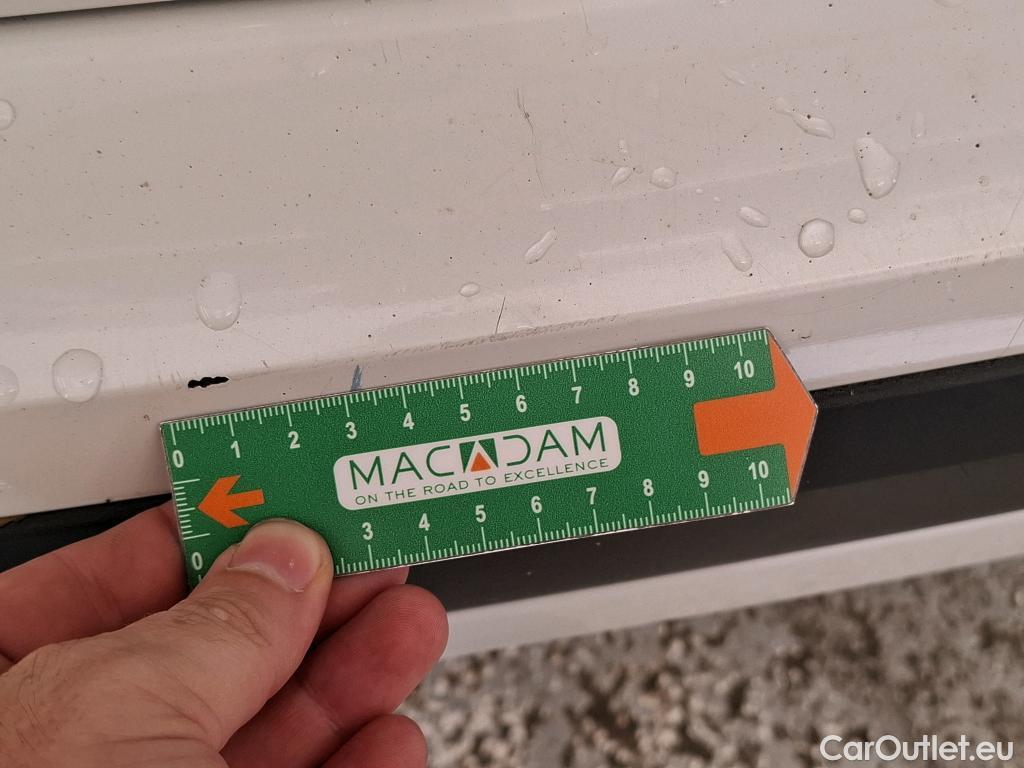 0 1 2 3 4 5 6 7 8 9 10
MACADAM
ON THE ROAD TO EXCELLENCE
0 3 4 5 6 7 8 9 10
CarOutlet.eu